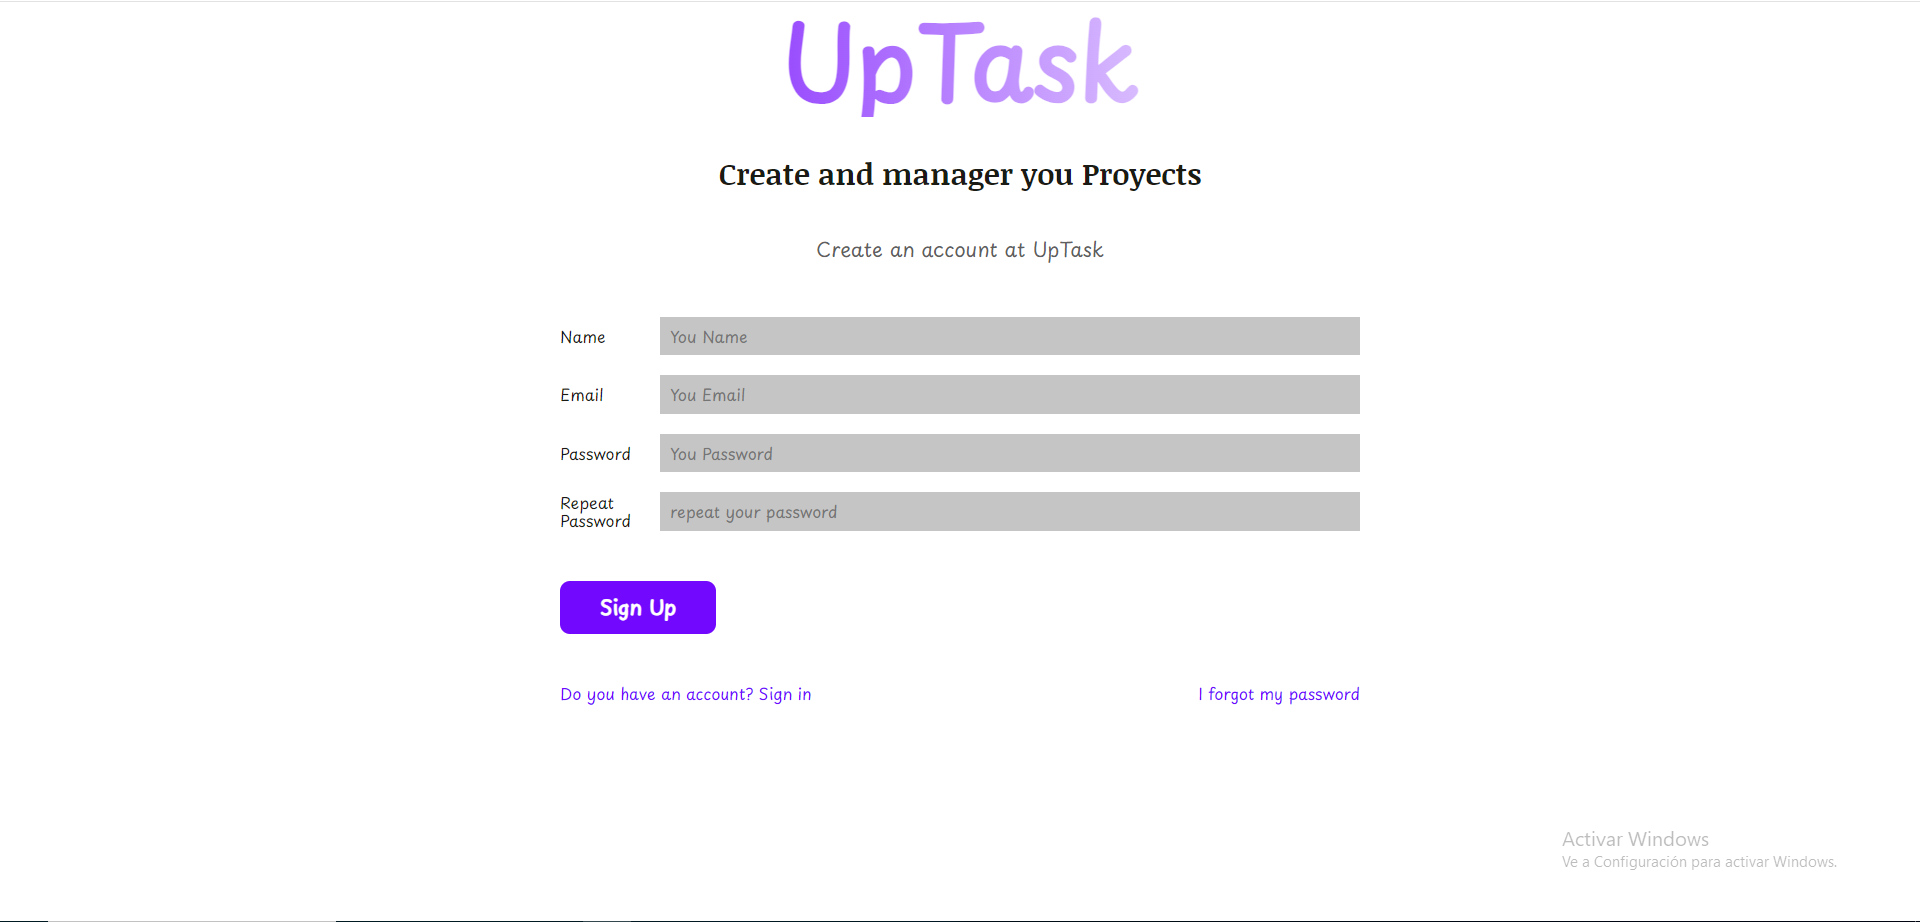 UpTask
Create and manager you Proyects
Create an account at UpTask
Name
You Name
Email
You Email
Password
You Password
Repeat
Password
repeat your password
Sign Up
Do you have an account? Sign in
I forgot my password
Activar Windows
Ve a Configuración para activar Windows.